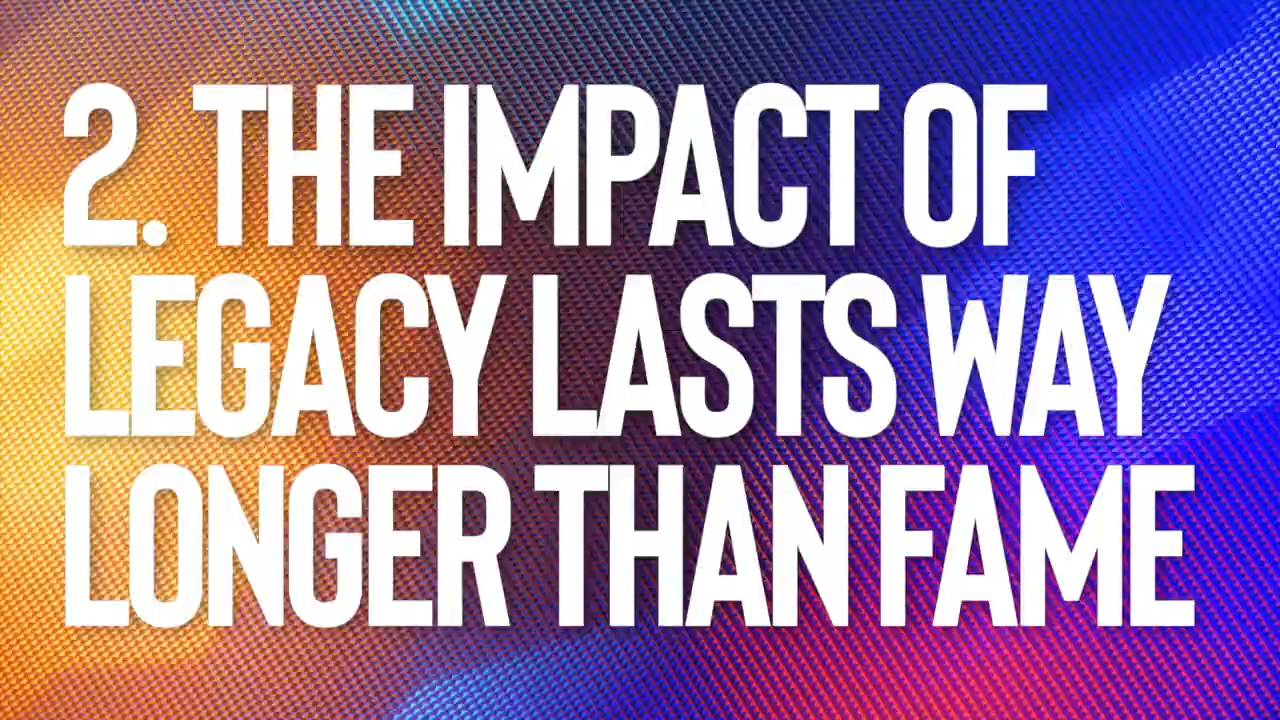 2. THE IMPACT OF
LEGACY LASTS WAY
LONGER THAN FAME